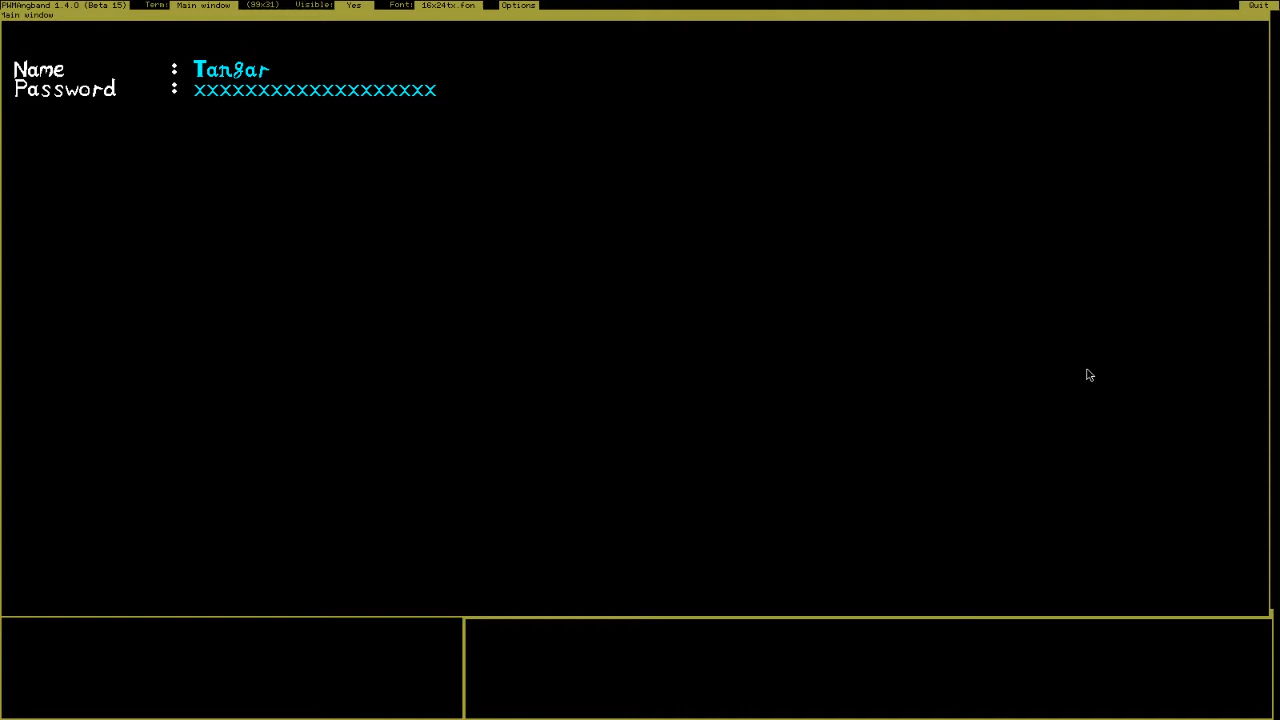 PWMAngband 1.4.0 (Beta 15) Term: Main window (99x31) Visible: Yes Font: 16x24tx.fon Options Quit
Main window
Name : Tangar
Password : xxxxxxxxxxxxxxxxxxx